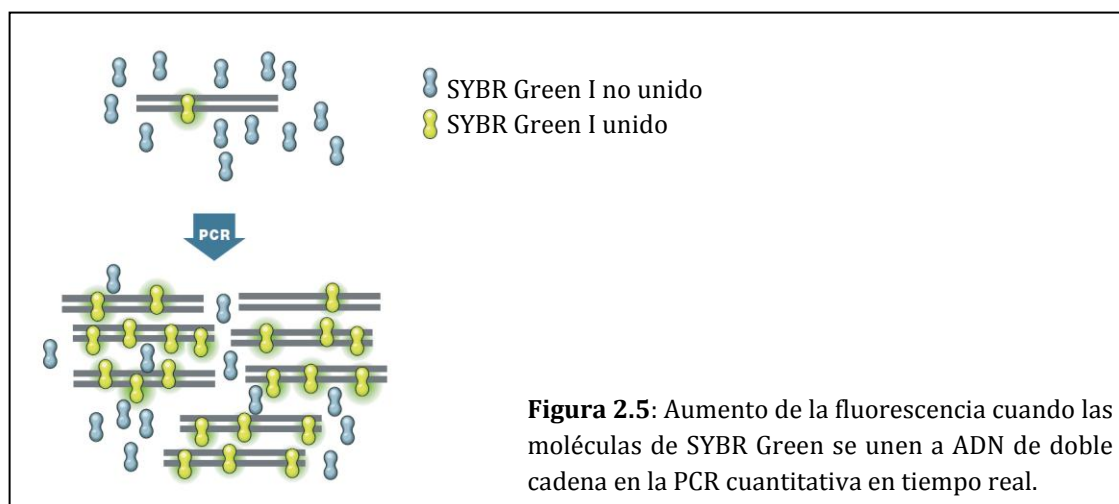 SYBR Green I no unido
SYBR Green I unido
PCR
Figura 2.5: Aumento de la fluorescencia cuando las
moléculas de SYBR Green se unen a ADN de doble
cadena en la PCR cuantitativa en tiempo real.